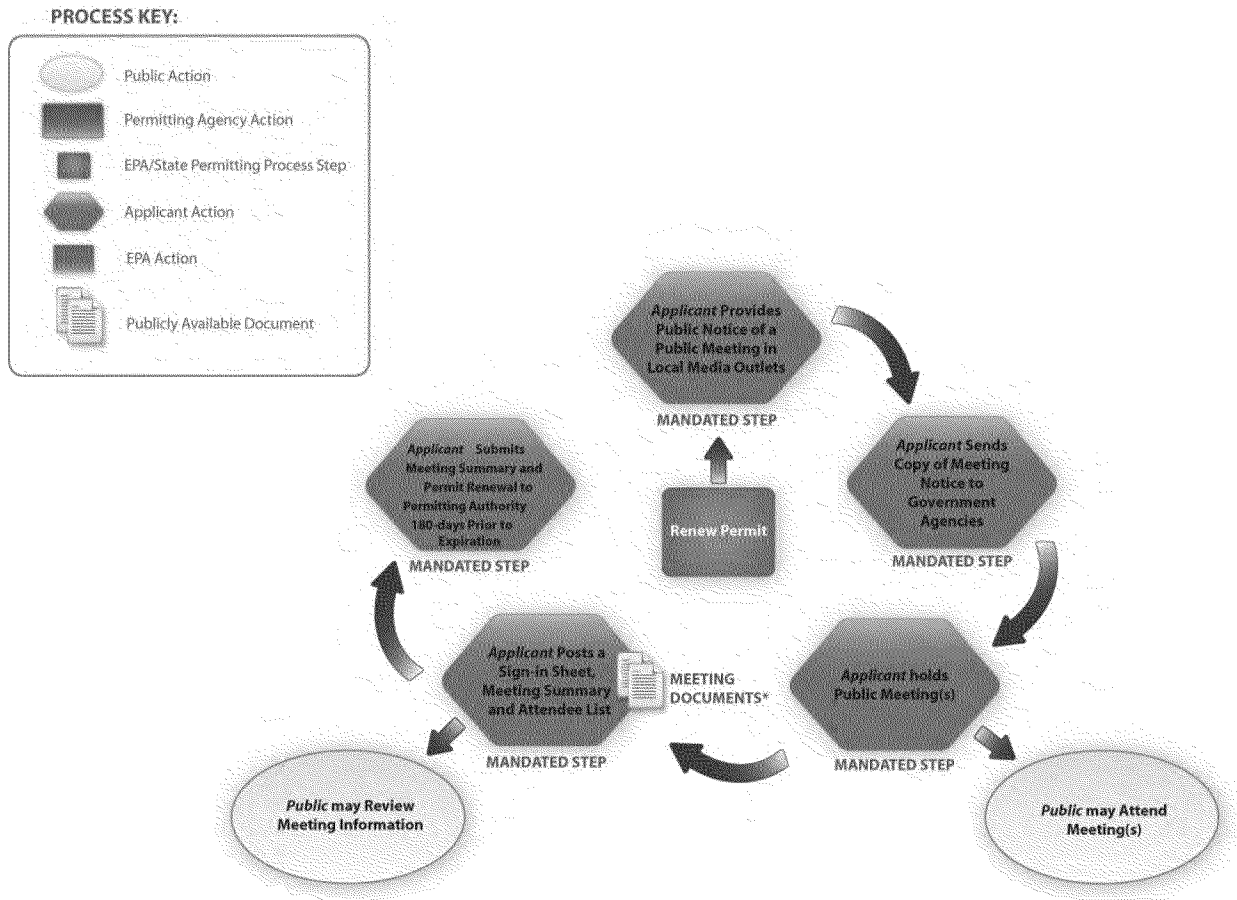 PROCESS KEY:
Public Action
Permitting Agency Action
EPA/State Permitting Process Step
Applicant Action
EPA Action
Publicly Available Document
Applicant Provides
Public Notice of a
Public Meeting in
Local Media Outlets
MANDATED STEP
Applicant Sends
Copy of Meeting
Notice to
Government
Agencies
MANDATED STEP
Applicant Submits
Meeting Summary and
Permit Renewal to
Permitting Authority
180-days Prior to
Expiration
MANDATED STEP
Renew Permit
Applicant Posts a
Sign-in Sheet,
Meeting Summary
and Attendee List
MANDATED STEP
MEETING
DOCUMENTS*
Applicant holds
Public Meeting(s)
MANDATED STEP
Public may Review
Meeting Information
Public may Attend
Meeting(s)